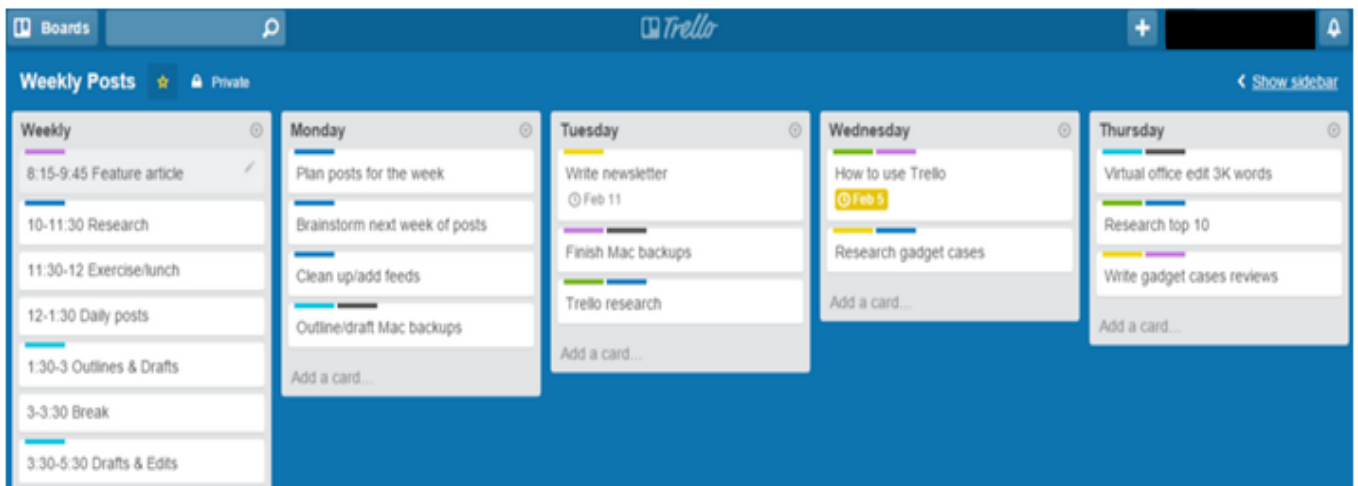 Boards
Trello
Weekly Posts
Private
Show sidebar
Weekly
8:15-9:45 Feature article
10-11:30 Research
11:30-12 Exercise/lunch
12-1:30 Daily posts
1:30-3 Outlines & Drafts
3-3:30 Break
3:30-5:30 Drafts & Edits
Monday
Plan posts for the week
Brainstorm next week of posts
Clean up/add feeds
Outline/draft Mac backups
Add a card...
Tuesday
Write newsletter
Feb 11
Finish Mac backups
Trello research
Add a card...
Wednesday
How to use Trello
Feb 5
Research gadget cases
Add a card...
Thursday
Virtual office edit 3K words
Research top 10
Write gadget cases reviews
Add a card...